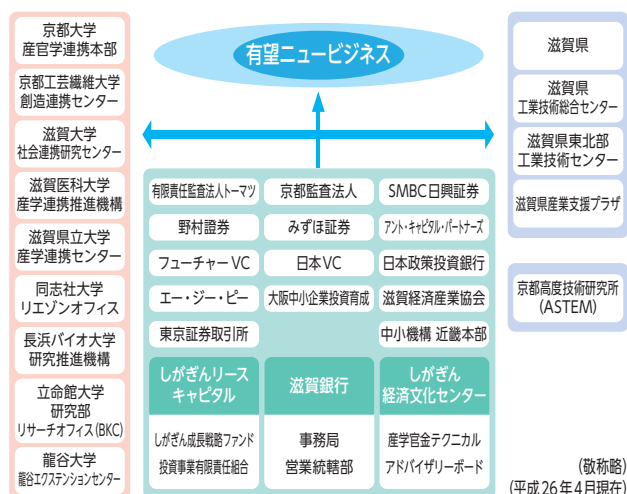 京都大学
産官学連携本部
京都工芸繊維大学
創造連携センター
滋賀大学
社会連携研究センター
滋賀医科大学
産学連携推進機構
滋賀県立大学
産学連携センター
同志社大学
リエゾンオフィス
長浜バイオ大学
研究推進機構
立命館大学
研究部
リサーチオフィス(BKC)
龍谷大学
龍谷エクステンションセンター
有望ニュービジネス
有限責任監査法人トーマツ
京都監査法人
SMBC日興証券
野村證券
みずほ証券
アント・キャピタル・パートナーズ
フューチャーVC
日本VC
日本政策投資銀行
エー・ジー・ピー
大阪中小企業投資育成
滋賀経済産業協会
東京証券取引所
中小機構 近畿本部
しがぎんリース
キャピタル
滋賀銀行
しがぎん
経済文化センター
しがぎん成長戦略ファンド
投資事業有限責任組合
事務局
営業統轄部
産学官金テクニカル
アドバイザリーボード
滋賀県
滋賀県
工業技術総合センター
滋賀県東北部
工業技術センター
滋賀県産業支援プラザ
京都高度技術研究所
(ASTEM)
(敬称略)
(平成26年4月現在)